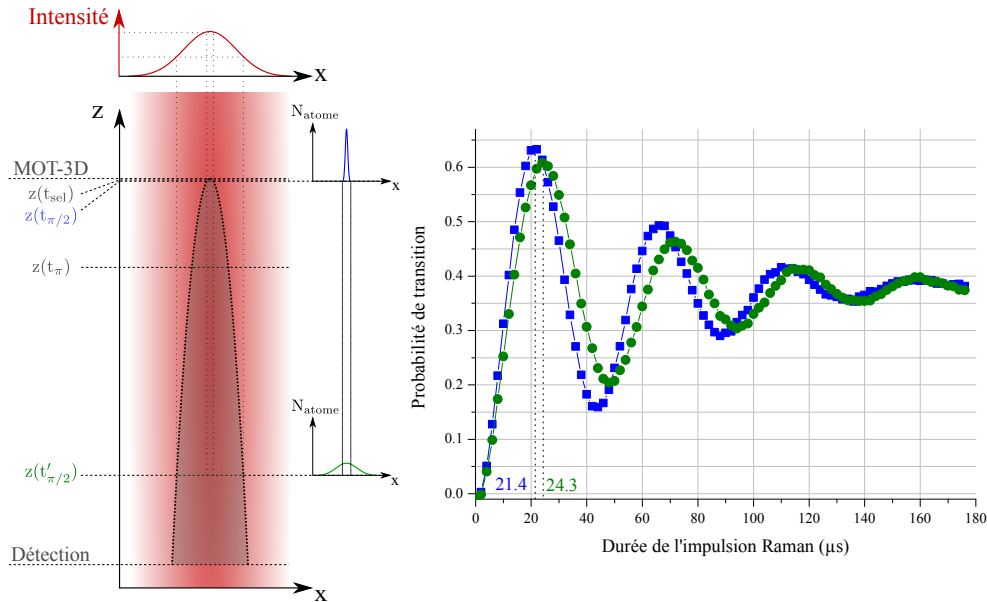 Intensité
x
z
MOT-3D
z(t_sel)
z(t_π/2)
z(t_π)
z(t'_π/2)
Détection
x
N_atome
x
N_atome
x
Probabilité de transition
0.6
0.5
0.4
0.3
0.2
0.1
0.0
21.4
24.3
0 20 40 60 80 100 120 140 160 180
Durée de l'impulsion Raman (µs)